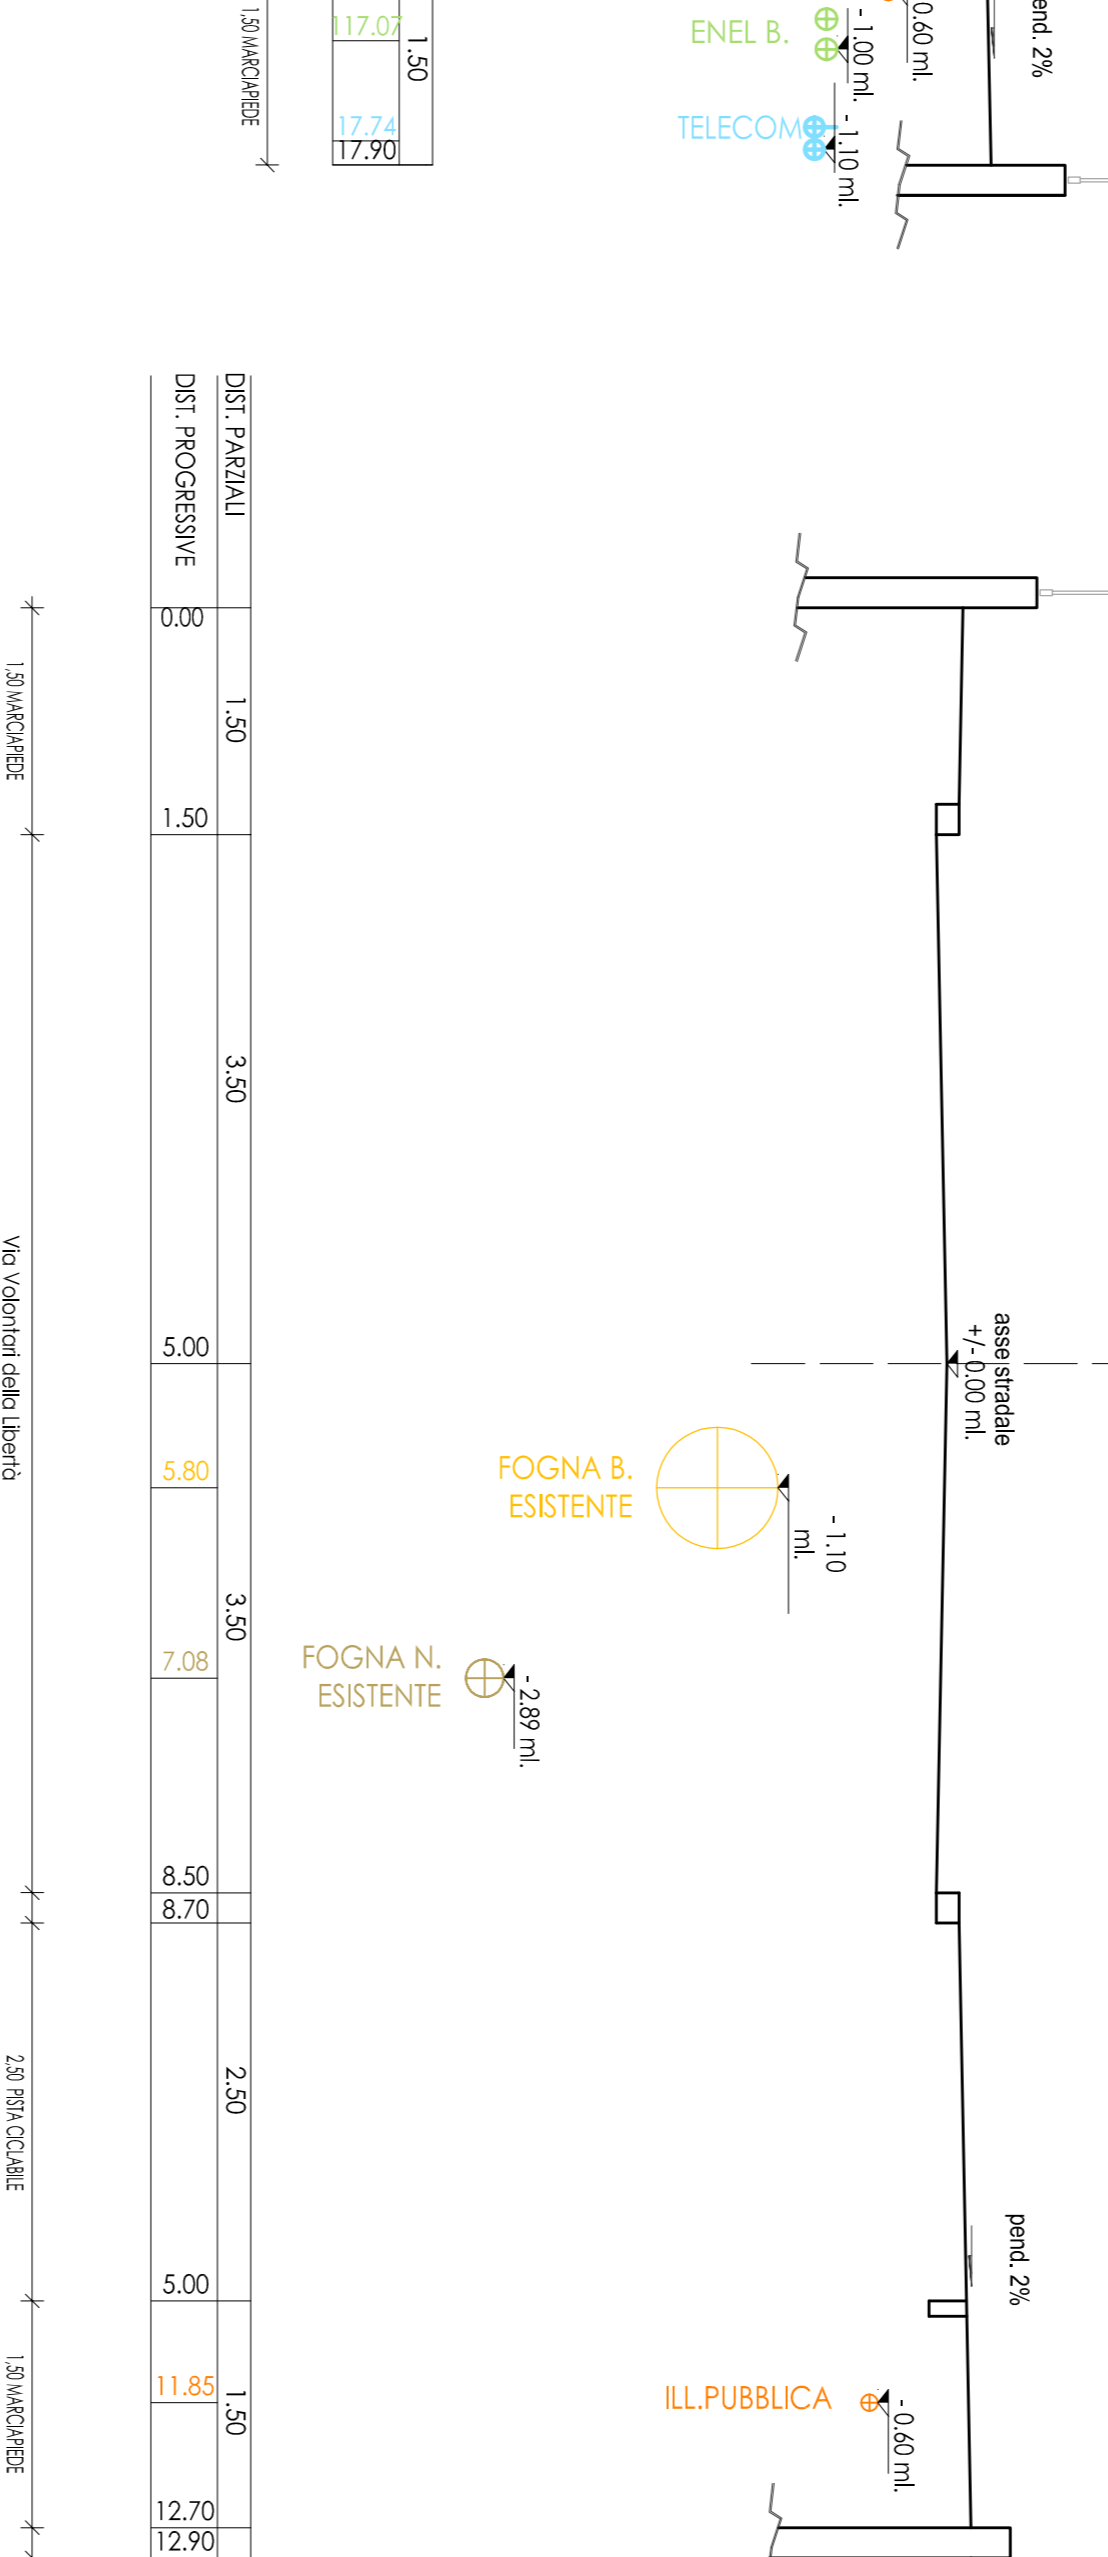 1,50 MARCIAPIEDE
117.07
1.50
17.74
17.90
ENEL B.
- 1.00 ml.
0.60 ml.
pend. 2%
TELECOM
- 1.10 ml.
DIST. PARZIALI
DIST. PROGRESSIVE
0.00
1.50
1,50 MARCIAPIEDE
1.50
3.50
5.00
asse stradale
+/- 0.00 ml.
Via Volontari della Libertà
5.80
FOGNA B.
ESISTENTE
- 1.10
ml.
3.50
7.08
FOGNA N.
ESISTENTE
- 2.89 ml.
8.50
8.70
2.50
2,50 PISTA CICLABILE
pend. 2%
5.00
11.85
1.50
ILL.PUBBLICA
- 0.60 ml.
1,50 MARCIAPIEDE
12.70
12.90